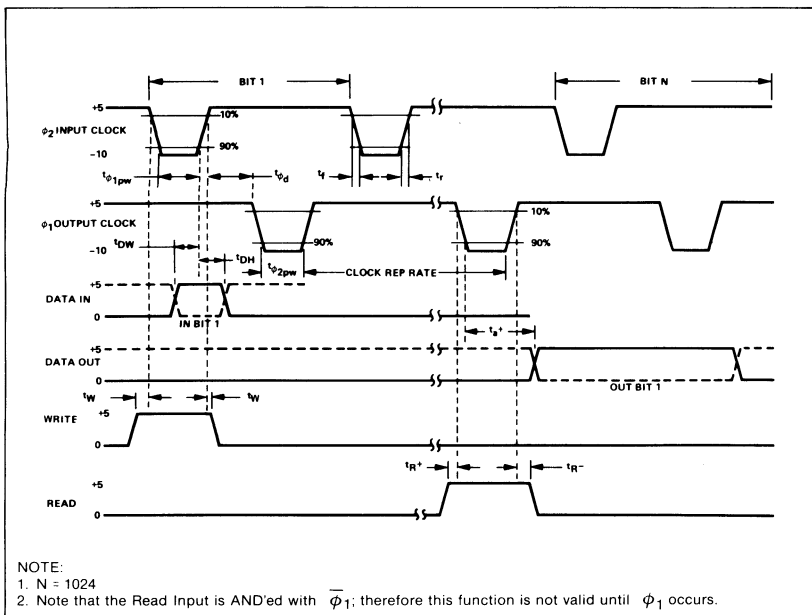 BIT 1 BIT N
+5
10%
φ2 INPUT CLOCK
90%
-10
tφ1pw tφd tf tr
+5
10%
φ1 OUTPUT CLOCK
90% 90%
-10
tDW tDH tφ2pw CLOCK REP RATE
+5
DATA IN
0
IN BIT 1
ta+
+5
DATA OUT
0
OUT BIT 1
tW tW
+5
WRITE
0
tR+ tR−
+5
READ
0
NOTE:
1. N = 1024
2. Note that the Read Input is AND'ed with φ̅1; therefore this function is not valid until φ1 occurs.